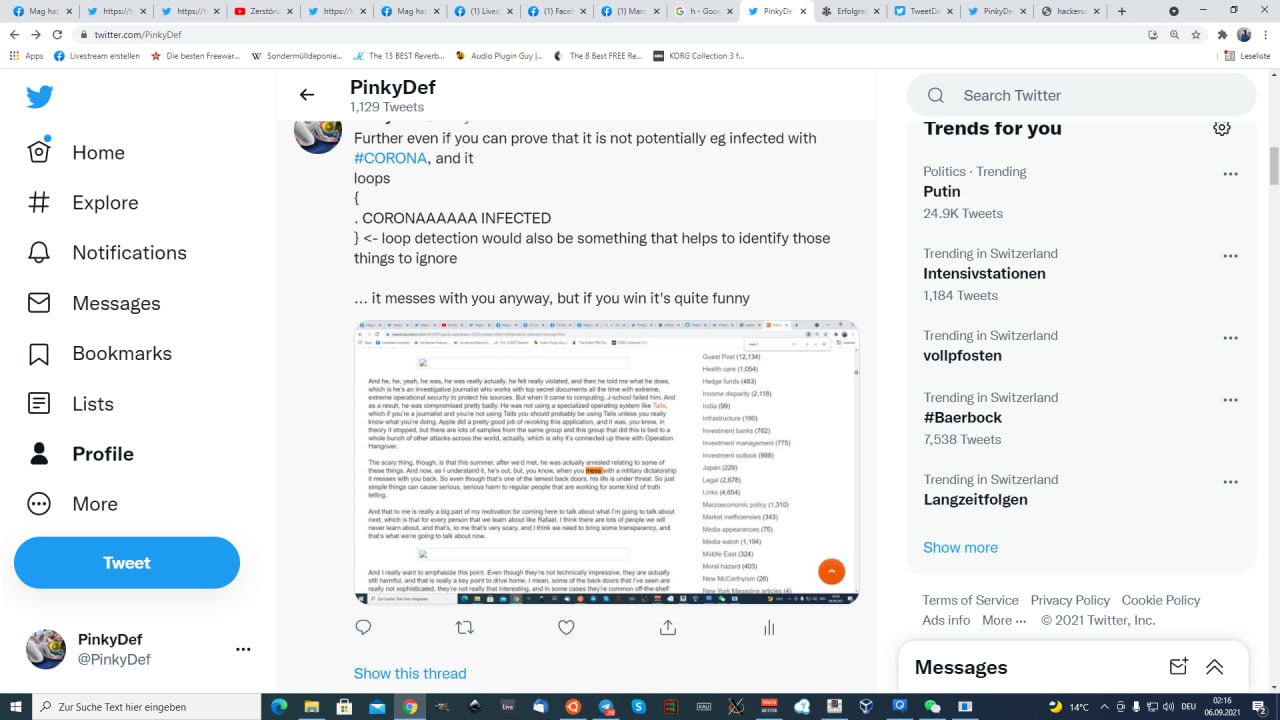 Mag hat
https://t
https://t
Zerstöru
https://t
Mag hat
(3) Face
Mag hat
h - Goog
PinkyDe
Erfolgre
TweetDe
PinkyDe
hackersc
twitter.com/PinkyDef
Apps
Livestream erstellen
Die besten Freewar...
Sondermülldeponie...
The 13 BEST Reverb...
Audio Plugin Guy |...
The 8 Best FREE Re...
KORG Collection 3 f...
Leseliste
Home
Explore
Notifications
Messages
Bookmarks
Lists
Profile
More
Tweet
PinkyDef
@PinkyDef
PinkyDef
1,129 Tweets
Further even if you can prove that it is not potentially eg infected with
#CORONA, and it
loops
{
. CORONAAAAAA INFECTED
} <- loop detection would also be something that helps to identify those
things to ignore
... it messes with you anyway, but if you win it's quite funny
And he, he, yeah, he was, he was really actually, he felt really violated, and then he told me what he does,
which is he's an investigative journalist who works with top secret documents all the time with extreme,
extreme operational security to protect his sources. But when it came to computing, J-school failed him. And
as a result, he was compromised pretty badly. He was not using a specialized operating system like Tails,
which if you're a journalist and you're not using Tails you should probably be using Tails unless you really
know what you're doing. Apple did a pretty good job of revoking this application, and it was, you know, in
theory it stopped, but there are lots of samples from the same group and this group that did this is tied to a
whole bunch of other attacks across the world, actually, which is why it's connected up there with Operation
Hangover.
The scary thing, though, is that this summer, after we'd met, he was actually arrested relating to some of
these things. And now, as I understand it, he's out, but, you know, when you mess with a military dictatorship
it messes with you back. So even though that's one of the lamest back doors, his life is under threat. So just
simple things can cause serious, serious harm to regular people that are working for some kind of truth
telling.
And that to me is really a big part of my motivation for coming here to talk about what I'm going to talk about
next, which is that for every person that we learn about like Rafael, I think there are lots of people we will
never learn about, and that's, to me that's very scary, and I think we need to bring some transparency, and
that's what we're going to talk about now.
And I really want to emphasize this point. Even though they're not technically impressive, they are actually
still harmful, and that is really a key point to drive home. I mean, some of the back doors that I've seen are
really not sophisticated, they're not really that interesting, and in some cases they're common off-the-shelf
Guest Post (12,134)
Health care (1,054)
Hedge funds (483)
Income disparity (2,116)
India (99)
Infrastructure (190)
Investment banks (762)
Investment management (775)
Investment outlook (988)
Japan (229)
Legal (2,678)
Links (4,654)
Macroeconomic policy (1,310)
Market inefficiencies (343)
Media appearances (75)
Media watch (1,194)
Middle East (324)
Moral hazard (403)
New McCarthyism (26)
New York Magazine articles (4)
Zur Suche Text hier eingeben
Show this thread
Search Twitter
Trends for you
Politics · Trending
Putin
24.9K Tweets
Trending in Switzerland
Intensivstationen
1,184 Tweets
Trending in Switzerland
vollpfosten
Trending in Switzerland
#Baerbock
7,538 Tweets
Trending in Switzerland
Langzeitfolgen
Show more
Terms of Service Privacy Policy Cookie Policy
Ads info More ··· © 2021 Twitter, Inc.
Messages
Zur Suche Text hier eingeben
Live
KALI
14°C
DEU
02:16
06.09.2021